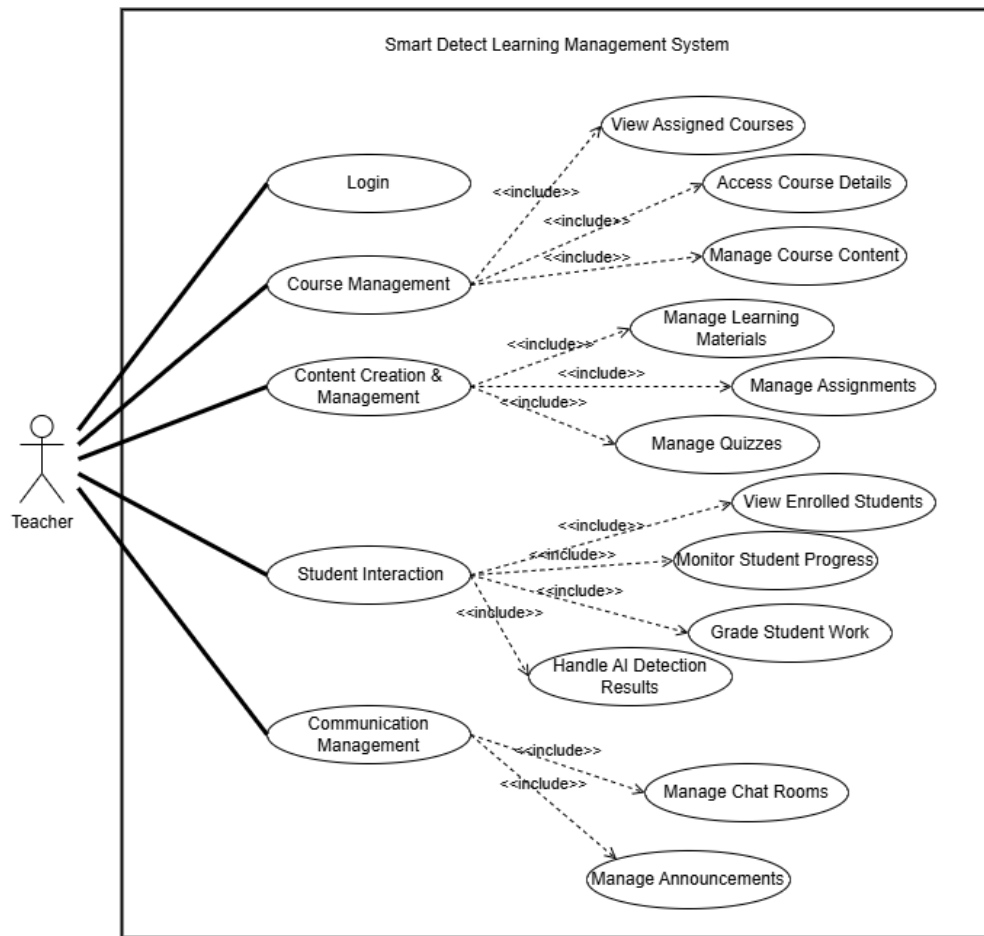 Smart Detect Learning Management System
View Assigned Courses
Login
<<include>>
Access Course Details
<<include>>
<<include>>
Manage Course Content
Course Management
Manage Learning
Materials
<<include>>
Content Creation &
Management
<<include>>
Manage Assignments
<<include>>
Manage Quizzes
Teacher
View Enrolled Students
<<include>>
<<include>>
Monitor Student Progress
Student Interaction
<<include>>
<<include>>
Grade Student Work
Handle AI Detection
Results
Communication
Management
<<include>>
<<include>>
Manage Chat Rooms
Manage Announcements